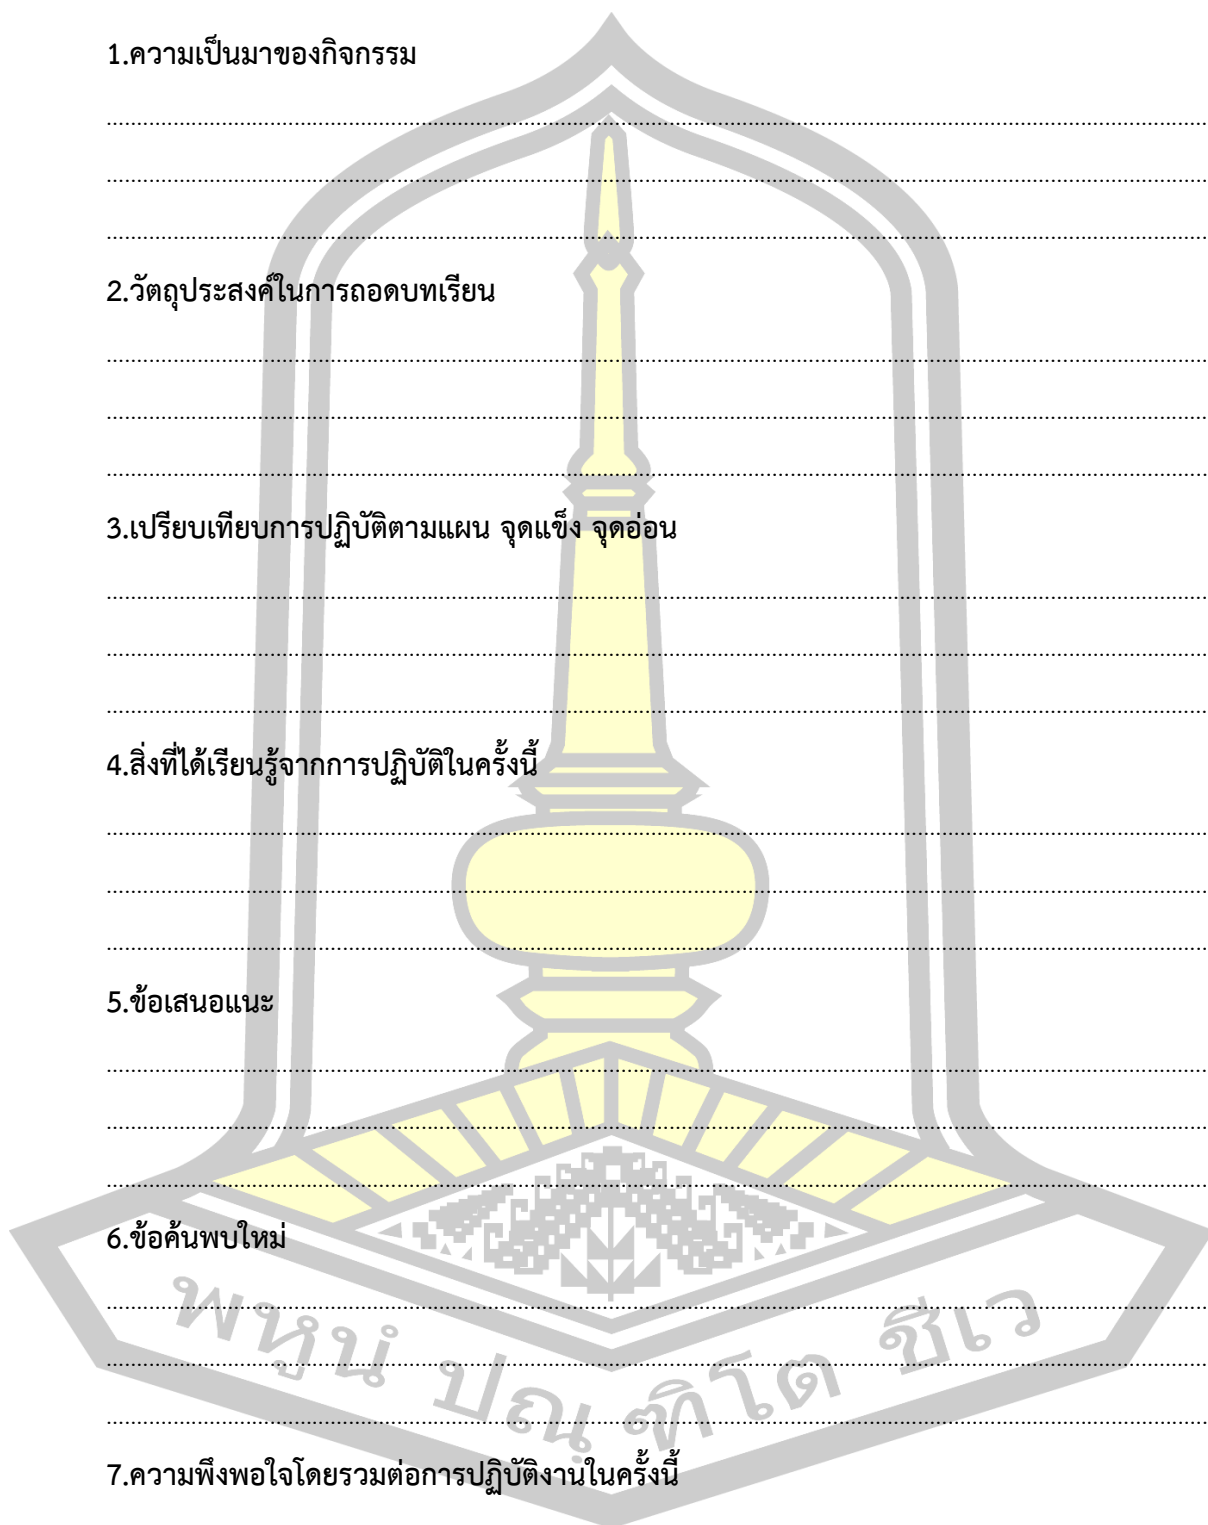 1.ความเป็นมาของกิจกรรม
2.วัตถุประสงค์ในการถอดบทเรียน
3.เปรียบเทียบการปฏิบัติตามแผน จุดแข็ง จุดอ่อน
4.สิ่งที่ได้เรียนรู้จากการปฏิบัติในครั้งนี้
5.ข้อเสนอแนะ
6.ข้อค้นพบใหม่
พหูนํ ปณฺฑิโต ชีเว
7.ความพึงพอใจโดยรวมต่อการปฏิบัติงานในครั้งนี้